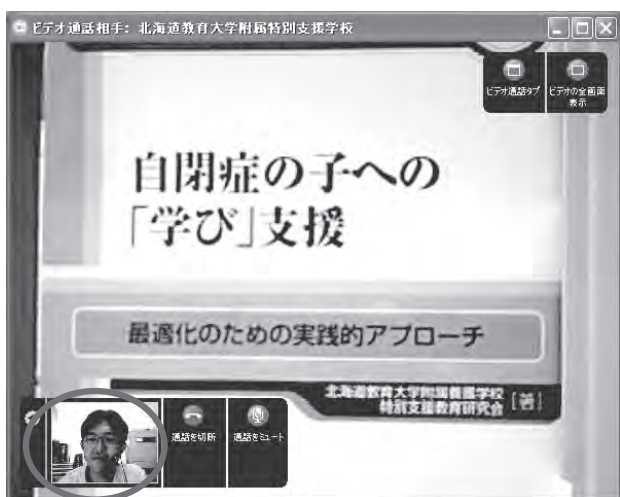 ビデオ通話相手: 北海道教育大学附属特別支援学校
ビデオ通話タブ
ビデオの全画面
表示
自閉症の子への
「学び」支援
最適化のための実践的アプローチ
北海道教育大学附属養護学校
特別支援教育研究会 [著]
通話を切断
通話をミュート